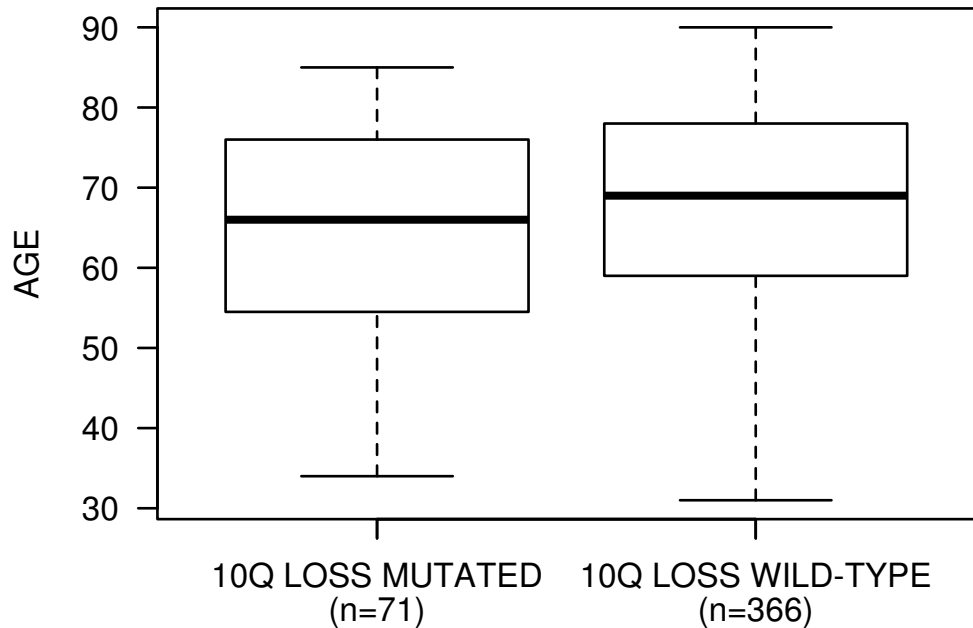 AGE
90
80
70
60
50
40
30
10Q LOSS MUTATED
(n=71)
10Q LOSS WILD-TYPE
(n=366)